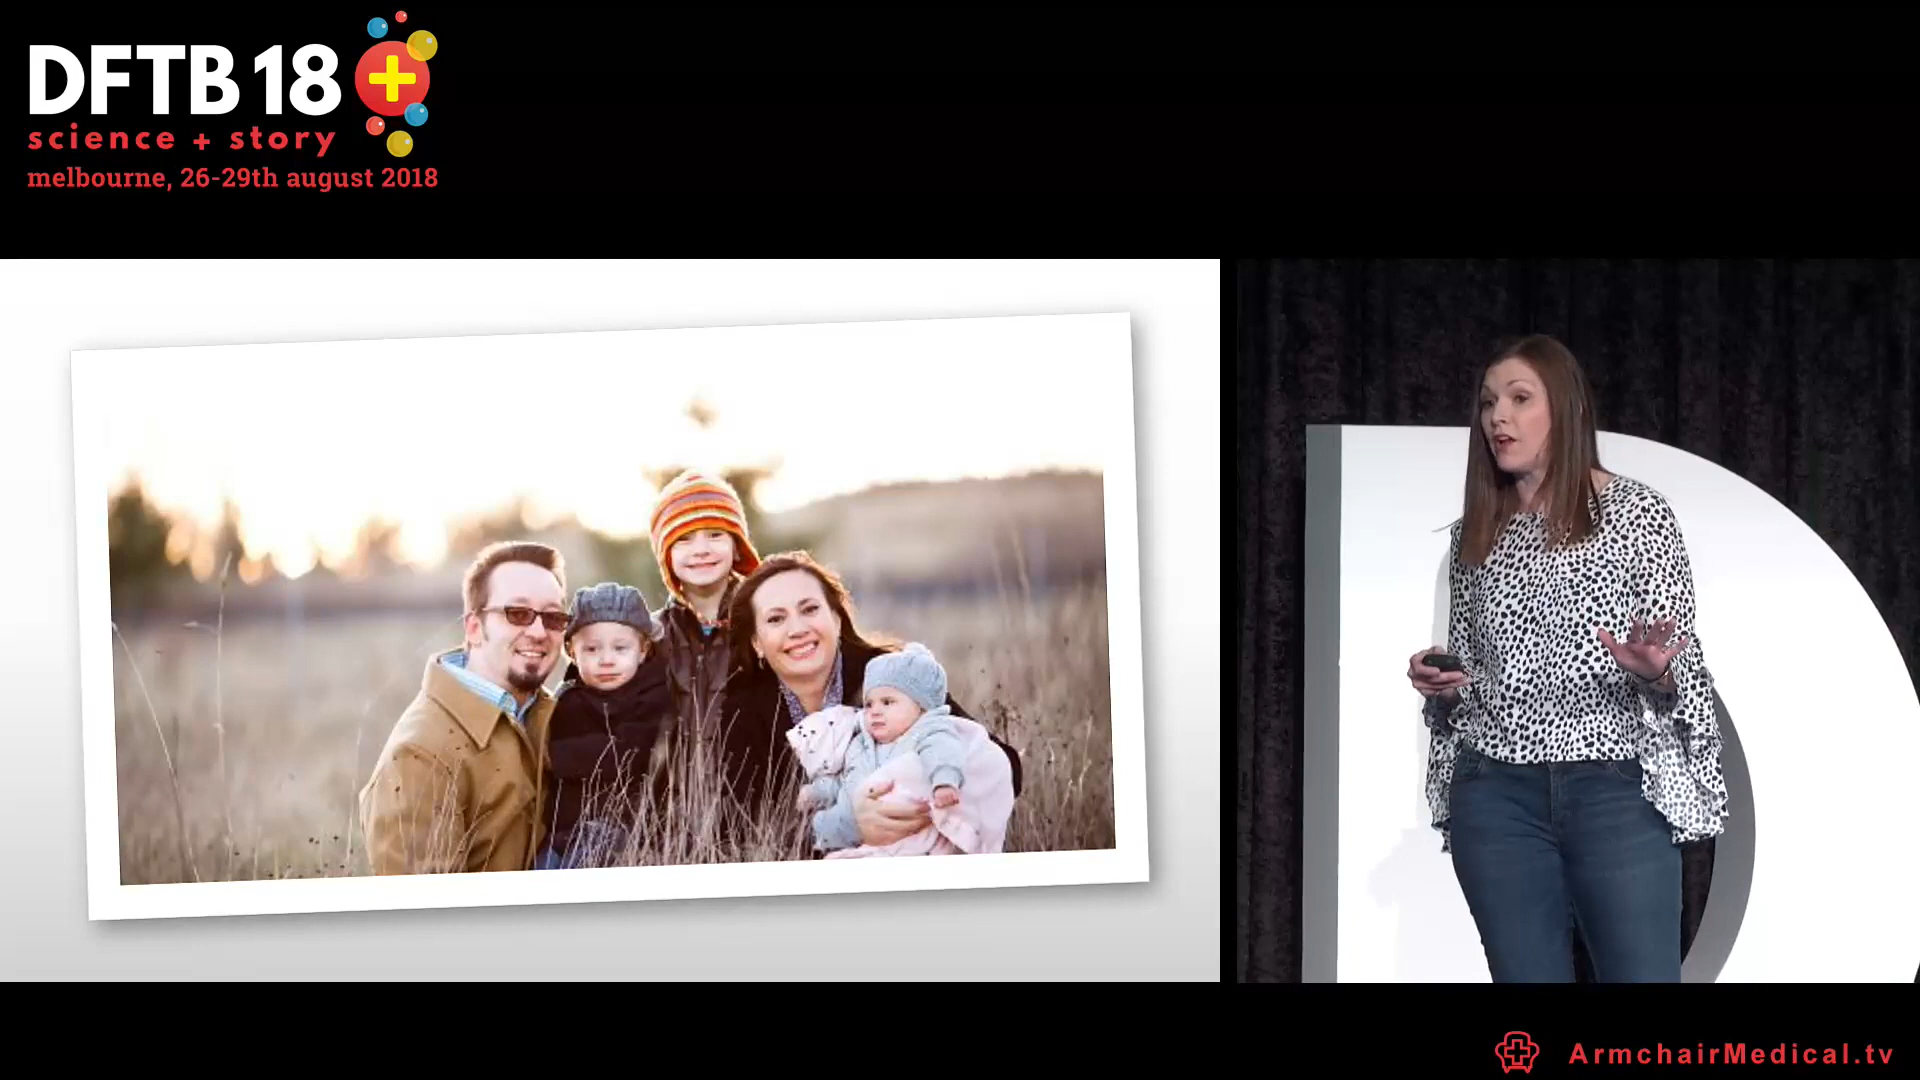 DFTB 18
science + story
melbourne, 26-29th august 2018
ArmchairMedical.tv